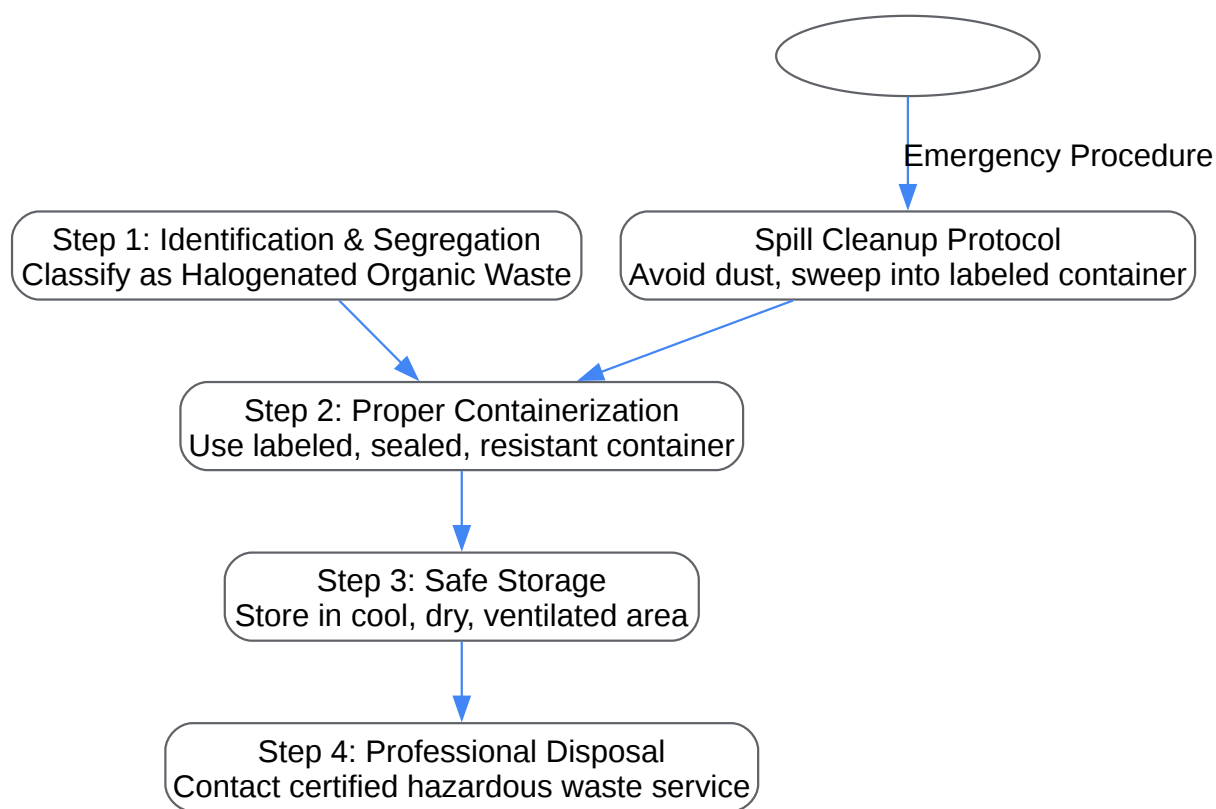 Emergency Procedure
Step 1: Identification & Segregation
Classify as Halogenated Organic Waste
Spill Cleanup Protocol
Avoid dust, sweep into labeled container
Step 2: Proper Containerization
Use labeled, sealed, resistant container
Step 3: Safe Storage
Store in cool, dry, ventilated area
Step 4: Professional Disposal
Contact certified hazardous waste service